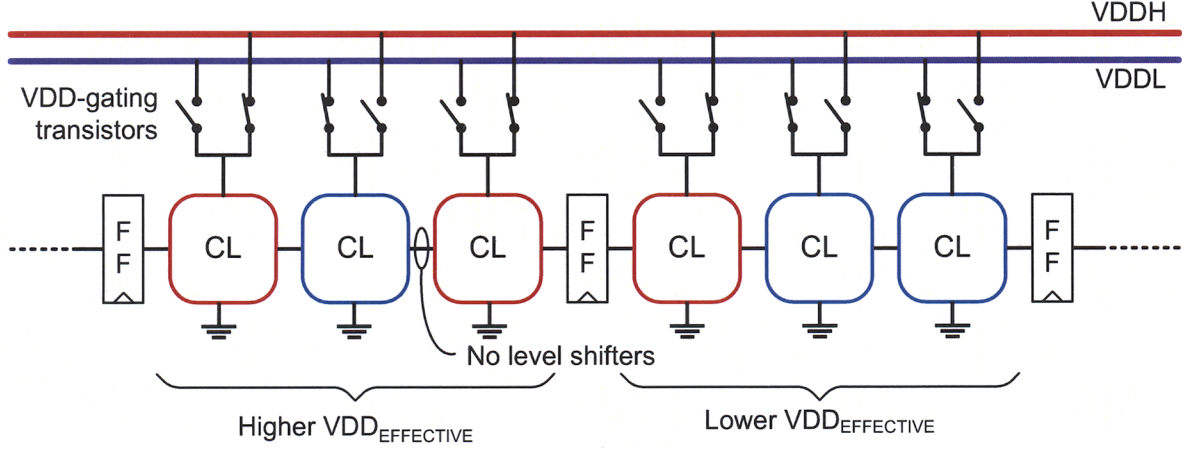 VDDH
VDDL
VDD-gating
transistors
F
F
CL
CL
CL
F
F
CL
CL
CL
F
F
No level shifters
Higher VDDEFFECTIVE
Lower VDDEFFECTIVE